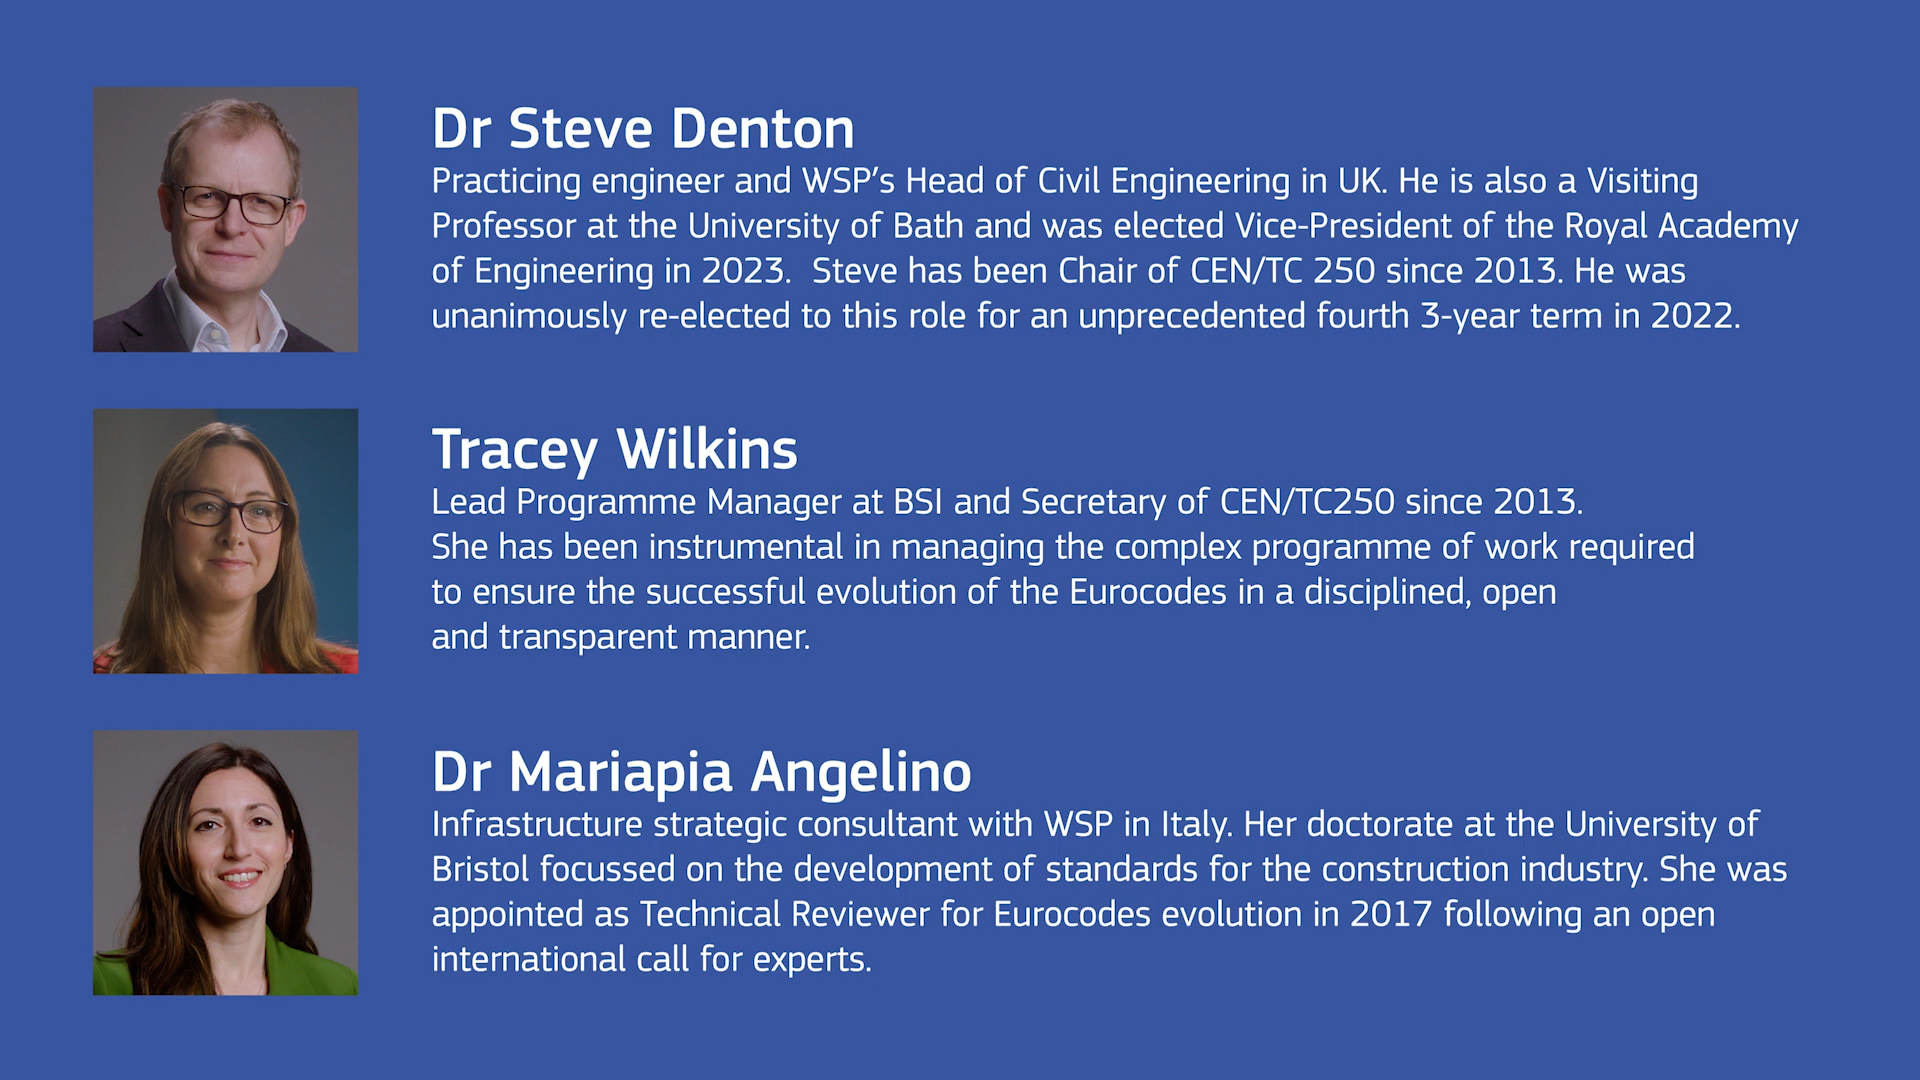 Dr Steve Denton
Practicing engineer and WSP’s Head of Civil Engineering in UK. He is also a Visiting
Professor at the University of Bath and was elected Vice-President of the Royal Academy
of Engineering in 2023.  Steve has been Chair of CEN/TC 250 since 2013. He was
unanimously re-elected to this role for an unprecedented fourth 3-year term in 2022.
Tracey Wilkins
Lead Programme Manager at BSI and Secretary of CEN/TC250 since 2013.
She has been instrumental in managing the complex programme of work required
to ensure the successful evolution of the Eurocodes in a disciplined, open
and transparent manner.
Dr Mariapia Angelino
Infrastructure strategic consultant with WSP in Italy. Her doctorate at the University of
Bristol focussed on the development of standards for the construction industry. She was
appointed as Technical Reviewer for Eurocodes evolution in 2017 following an open
international call for experts.